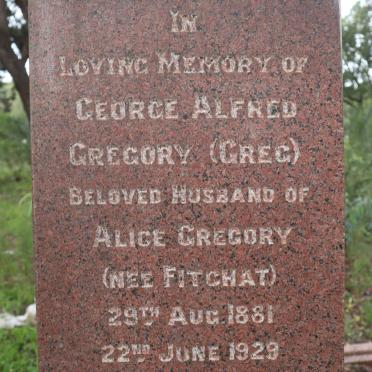 In
Loving Memory of
George Alfred
Gregory (Greg)
Beloved Husband of
Alice Gregory
(nee Fitchat)
29th Aug. 1881
22nd June 1929